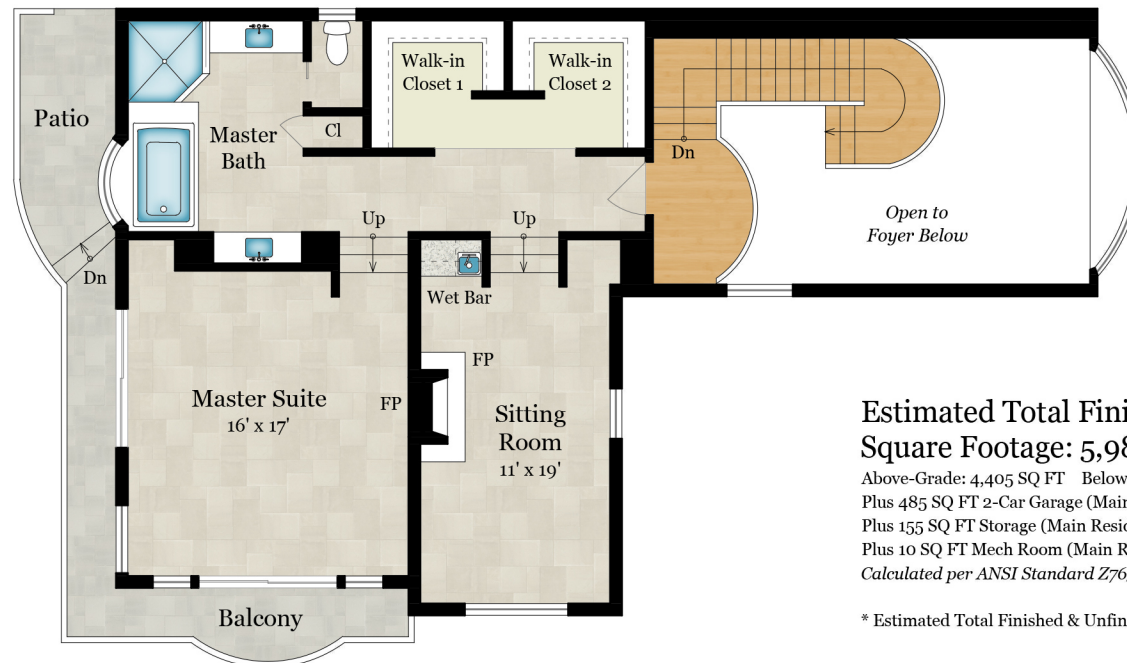 Patio
Master
Bath
Cl
Walk-in
Closet 1
Walk-in
Closet 2
Dn
Open to
Foyer Below
Up
Up
Dn
Wet Bar
FP
FP
Master Suite
16' x 17'
Sitting
Room
11' x 19'
Balcony
Estimated Total Fini
Square Footage: 5,98
Above-Grade: 4,405 SQ FT Below
Plus 485 SQ FT 2-Car Garage (Main
Plus 155 SQ FT Storage (Main Resid
Plus 10 SQ FT Mech Room (Main R
Calculated per ANSI Standard Z76
* Estimated Total Finished & Unfin